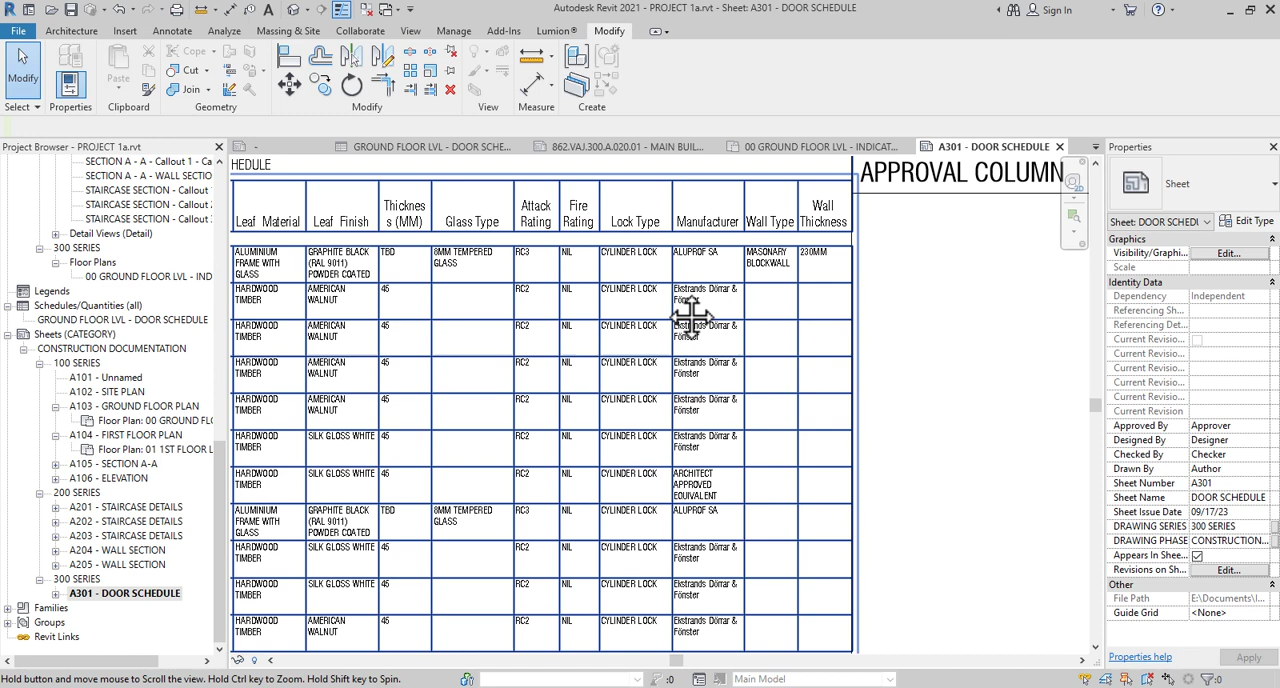 Autodesk Revit 2021 - PROJECT 1a.rvt - Sheet: A301 - DOOR SCHEDULE
Sign In
File Architecture Insert Annotate Analyze Massing & Site Collaborate View Manage Add-Ins Lumion® Modify
Modify
Paste
Cope
Cut
Join
Select Properties Clipboard Geometry Modify View Measure Create
Project Browser - PROJECT 1a.rvt
SECTION A - A - Callout 1 - Ca
SECTION A - A - WALL SECTION
STAIRCASE SECTION - Callout
STAIRCASE SECTION - Callout
STAIRCASE SECTION - Callout
Detail Views (Detail)
300 SERIES
Floor Plans
00 GROUND FLOOR LVL - IND
Legends
Schedules/Quantities (all)
GROUND FLOOR LVL - DOOR SCHEDULE
Sheets (CATEGORY)
CONSTRUCTION DOCUMENTATION
100 SERIES
A101 - Unnamed
A102 - SITE PLAN
A103 - GROUND FLOOR PLAN
Floor Plan: 00 GROUND FL
A104 - FIRST FLOOR PLAN
Floor Plan: 01 1ST FLOOR L
A105 - SECTION A-A
A106 - ELEVATION
200 SERIES
A201 - STAIRCASE DETAILS
A202 - STAIRCASE DETAILS
A203 - STAIRCASE DETAILS
A204 - WALL SECTION
A205 - WALL SECTION
300 SERIES
A301 - DOOR SCHEDULE
Families
Groups
Revit Links
GROUND FLOOR LVL - DOOR SCHE... 862.VAJ.300.A.020.01 - MAIN BUIL... 00 GROUND FLOOR LVL - INDICAT... A301 - DOOR SCHEDULE
HEDULE
APPROVAL COLUMN
Leaf Material Leaf Finish Thickness (MM) Glass Type Attack Rating Fire Rating Lock Type Manufacturer Wall Type Wall Thickness
ALUMINIUM FRAME WITH GLASS GRAPHITE BLACK (RAL 9011) POWDER COATED TBD 8MM TEMPERED GLASS RC3 NIL CYLINDER LOCK ALUPROF SA MASONARY BLOCKWALL 230MM
HARDWOOD TIMBER AMERICAN WALNUT 45 RC2 NIL CYLINDER LOCK Ekstrands Dörrar & Fönster
HARDWOOD TIMBER AMERICAN WALNUT 45 RC2 NIL CYLINDER LOCK Ekstrands Dörrar & Fönster
HARDWOOD TIMBER AMERICAN WALNUT 45 RC2 NIL CYLINDER LOCK Ekstrands Dörrar & Fönster
HARDWOOD TIMBER AMERICAN WALNUT 45 RC2 NIL CYLINDER LOCK Ekstrands Dörrar & Fönster
HARDWOOD TIMBER SILK GLOSS WHITE 45 RC2 NIL CYLINDER LOCK Ekstrands Dörrar & Fönster
HARDWOOD TIMBER SILK GLOSS WHITE 45 RC2 NIL CYLINDER LOCK ARCHITECT APPROVED EQUIVALENT
ALUMINIUM FRAME WITH GLASS GRAPHITE BLACK (RAL 9011) POWDER COATED TBD 8MM TEMPERED GLASS RC3 NIL CYLINDER LOCK ALUPROF SA
HARDWOOD TIMBER SILK GLOSS WHITE 45 RC2 NIL CYLINDER LOCK Ekstrands Dörrar & Fönster
HARDWOOD TIMBER SILK GLOSS WHITE 45 RC2 NIL CYLINDER LOCK Ekstrands Dörrar & Fönster
HARDWOOD TIMBER AMERICAN WALNUT 45 RC2 NIL CYLINDER LOCK Ekstrands Dörrar & Fönster
Properties
Sheet
Sheet: DOOR SCHEDI Edit Type
Graphics
Visibility/Graphi... Edit...
Scale
Identity Data
Dependency Independent
Referencing Sh...
Referencing Det...
Current Revisio...
Current Revisio...
Current Revisio...
Current Revisio...
Current Revision
Approved By Approver
Designed By Designer
Checked By Checker
Drawn By Author
Sheet Number A301
Sheet Name DOOR SCHEDULE
Sheet Issue Date 09/17/23
DRAWING SERIES 300 SERIES
DRAWING PHASE CONSTRUCTION...
Appears In Shee...
Revisions on Sh... Edit...
Other
File Path E:\Documents\I...
Guide Grid <None>
Properties help Apply
Hold button and move mouse to Scroll the view. Hold Ctrl key to Zoom. Hold Shift key to Spin.
:0 Main Model :0